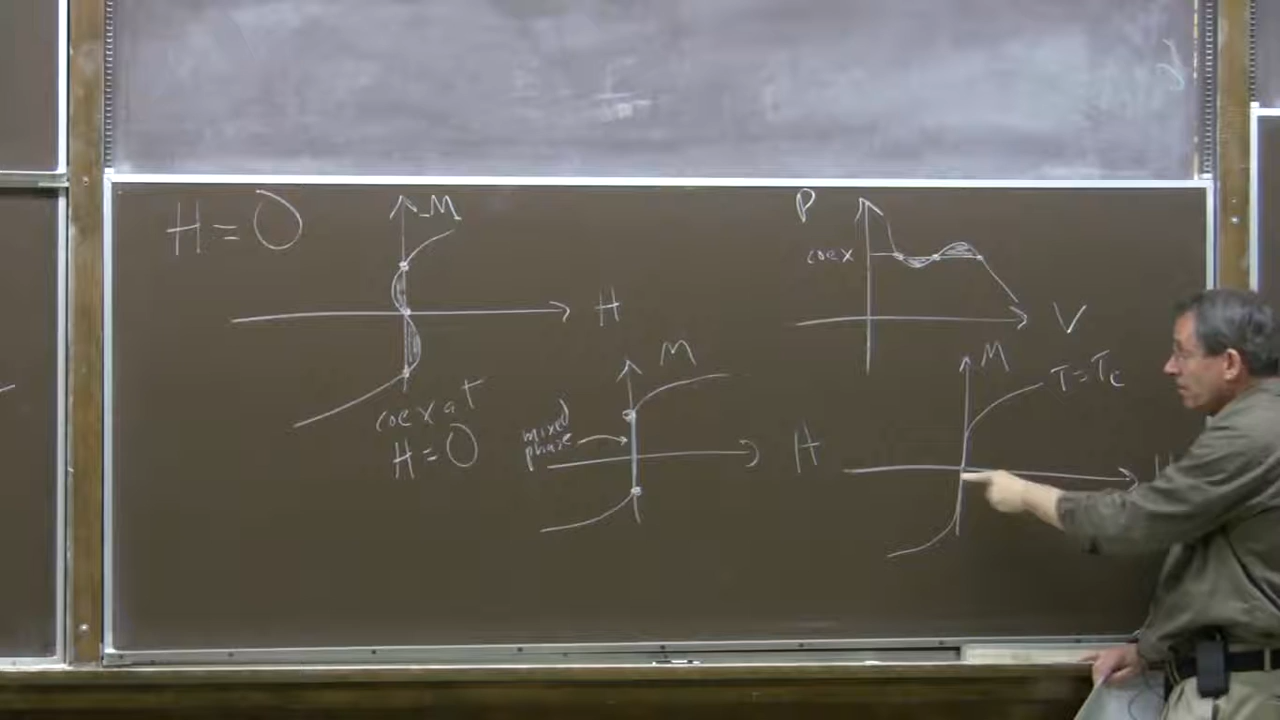 H = 0
M
H
coex at
H = 0
P
coex
V
M
mixed
phase
H
M
T = Tc